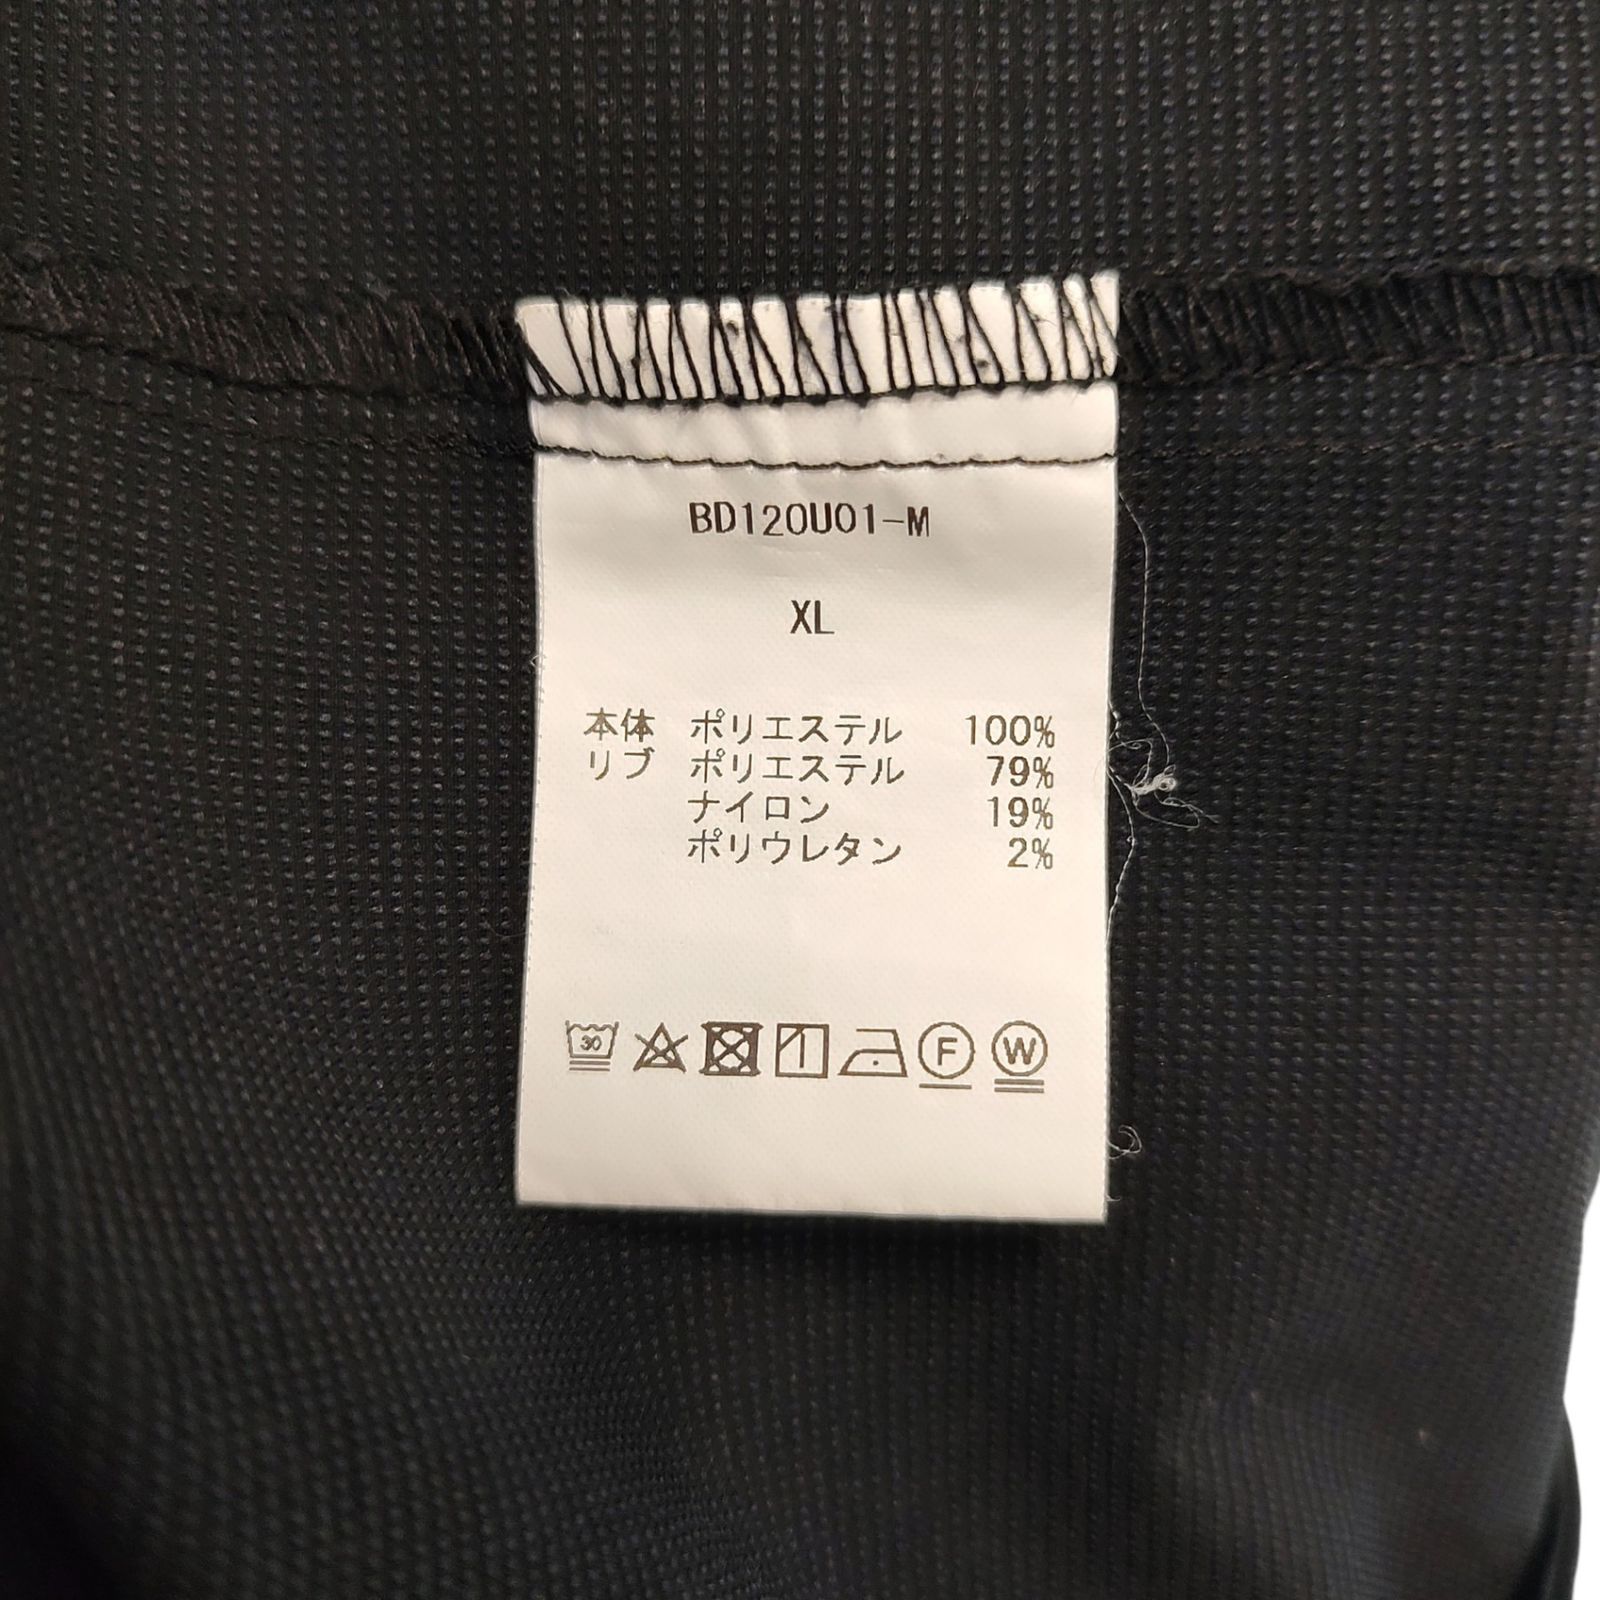 BD120U01-M
XL
本体 ポリエステル 100%
リブ ポリエステル 79%
ナイロン 19%
ポリウレタン 2%
30 F W